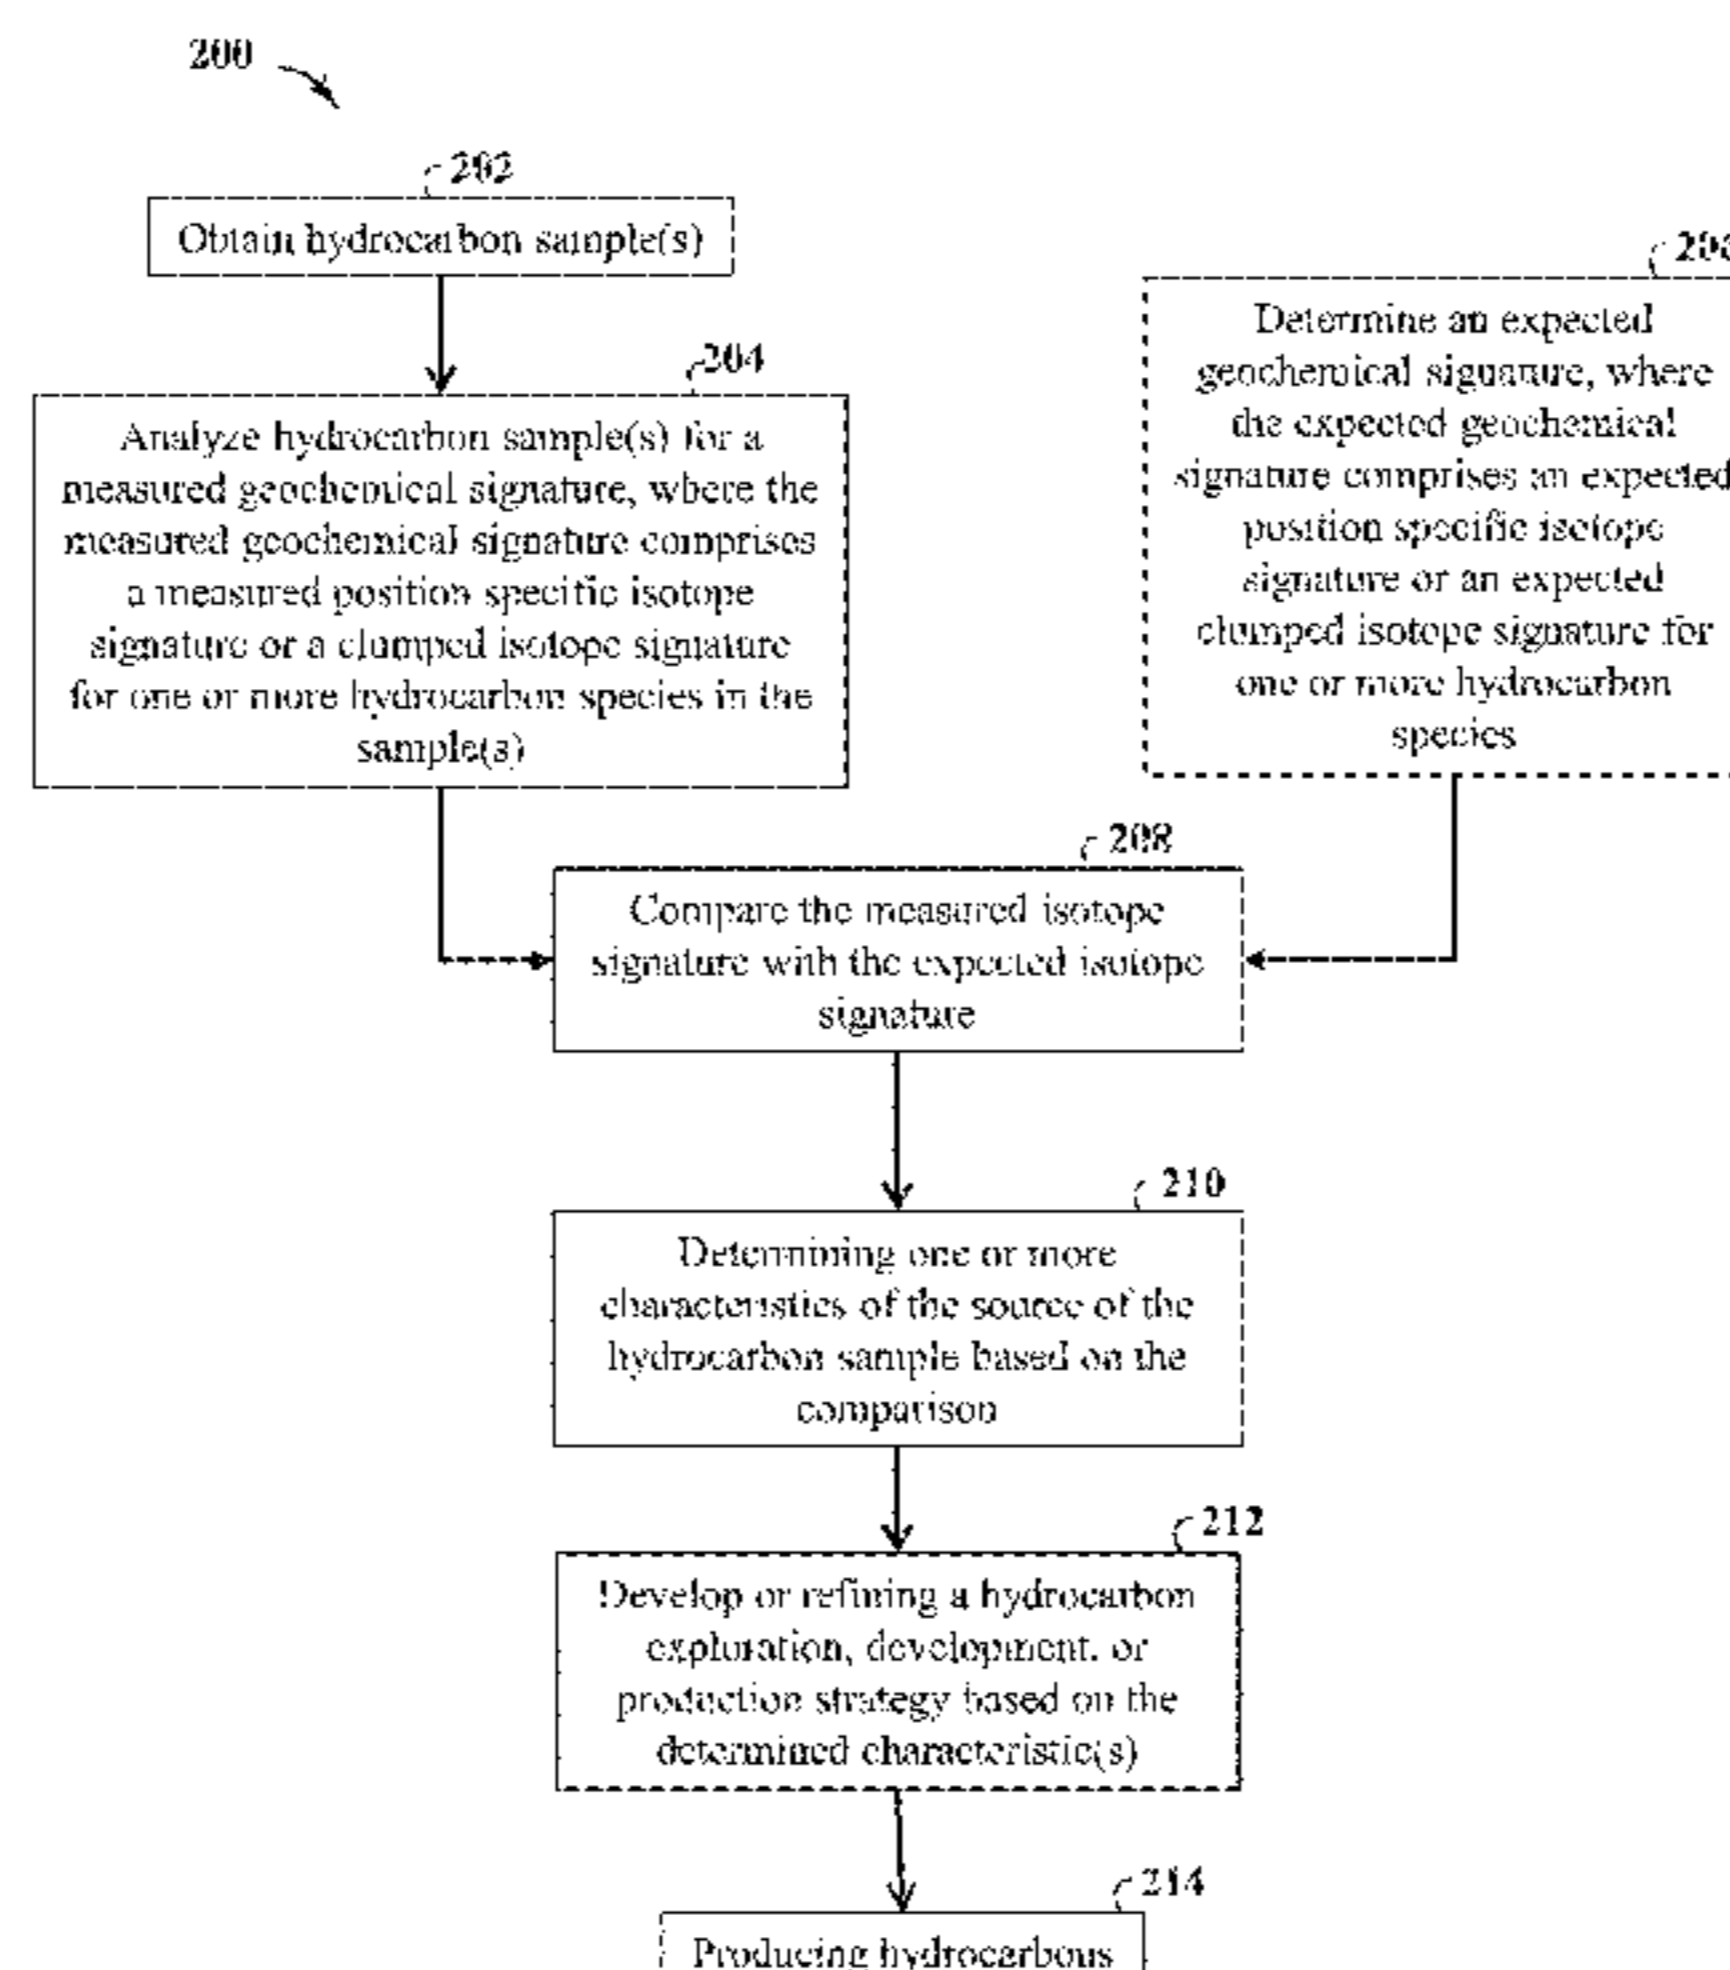 200
202
Obtain hydrocarbon sample(s)
204
Analyze hydrocarbon sample(s) for a
measured geochemical signature, where the
measured geochemical signature comprises
a measured position specific isotope
signature or a clumped isotope signature
for one or more hydrocarbon species in the
sample(s)
Determine an expected
geochemical signature, where
the expected geochemical
signature comprises an expected
position specific isotope
signature or an expected
clumped isotope signature for
one or more hydrocarbon
species
208
Compare the measured isotope
signature with the expected isotope
signature
210
Determining one or more
characteristics of the source of the
hydrocarbon sample based on the
comparison
212
Develop or refining a hydrocarbon
exploration, development, or
production strategy based on the
determined characteristic(s)
214
Producing hydrocarbons